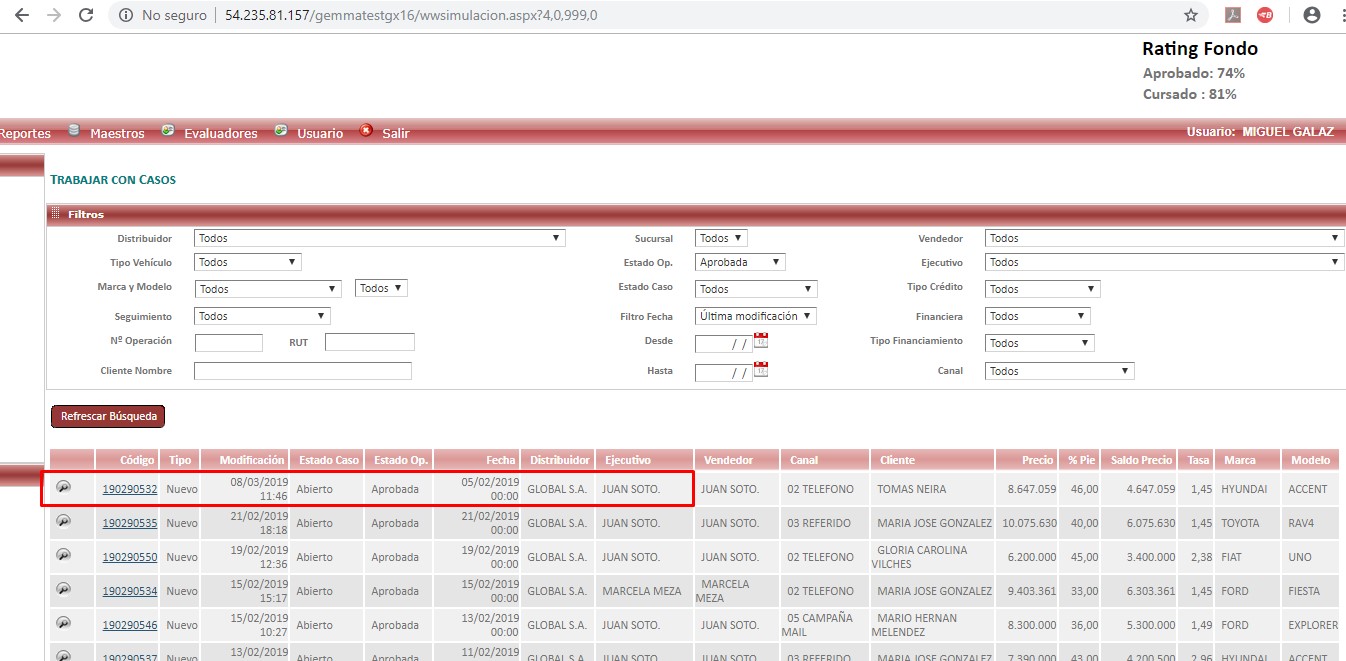 No seguro | 54.235.81.157/gemmatestgx16/wwsimulacion.aspx?4,0,999,0
Rating Fondo
Aprobado: 74%
Cursado : 81%
Reportes Maestros Evaluadores Usuario Salir Usuario: MIGUEL GALAZ
TRABAJAR CON CASOS
Filtros
Distribuidor Todos Sucursal Todos Vendedor Todos
Tipo Vehículo Todos Estado Op. Aprobada Ejecutivo Todos
Marca y Modelo Todos Todos Estado Caso Todos Tipo Crédito Todos
Seguimiento Todos Filtro Fecha Última modificación Financiera Todos
Nº Operación RUT Desde / / Tipo Financiamiento Todos
Cliente Nombre Hasta / / Canal Todos
Refrescar Búsqueda
Código Tipo Modificación Estado Caso Estado Op. Fecha Distribuidor Ejecutivo Vendedor Canal Cliente Precio % Pie Saldo Precio Tasa Marca Modelo
190290532 Nuevo 08/03/2019 11:46 Abierto Aprobada 05/02/2019 00:00 GLOBAL S.A. JUAN SOTO. JUAN SOTO. 02 TELEFONO TOMAS NEIRA 8.647.059 46,00 4.647.059 1,45 HYUNDAI ACCENT
190290535 Nuevo 21/02/2019 18:18 Abierto Aprobada 21/02/2019 00:00 GLOBAL S.A. JUAN SOTO. JUAN SOTO. 03 REFERIDO MARIA JOSE GONZALEZ 10.075.630 40,00 6.075.630 1,45 TOYOTA RAV4
190290550 Nuevo 19/02/2019 12:36 Abierto Aprobada 19/02/2019 00:00 GLOBAL S.A. JUAN SOTO. JUAN SOTO. 02 TELEFONO GLORIA CAROLINA VILCHES 6.200.000 45,00 3.400.000 2,38 FIAT UNO
190290534 Nuevo 15/02/2019 15:17 Abierto Aprobada 15/02/2019 00:00 GLOBAL S.A. MARCELA MEZA MARCELA MEZA 02 TELEFONO MARIA JOSE GONZALEZ 9.403.361 33,00 6.303.361 1,45 FORD FIESTA
190290546 Nuevo 15/02/2019 10:27 Abierto Aprobada 13/02/2019 00:00 GLOBAL S.A. JUAN SOTO. JUAN SOTO. 05 CAMPAÑA MAIL MARIO HERNAN MELENDEZ 8.300.000 36,00 5.300.000 1,49 FORD EXPLORER
190290537 Nuevo 13/02/2019 Abierto Aprobada 11/02/2019 GLOBAL S.A. JUAN SOTO. JUAN SOTO. 03 REFERIDO MARIA JOSE GONZALEZ 7.390.000 43,00 4.200.500 2,96 HYUNDAI ACCENT